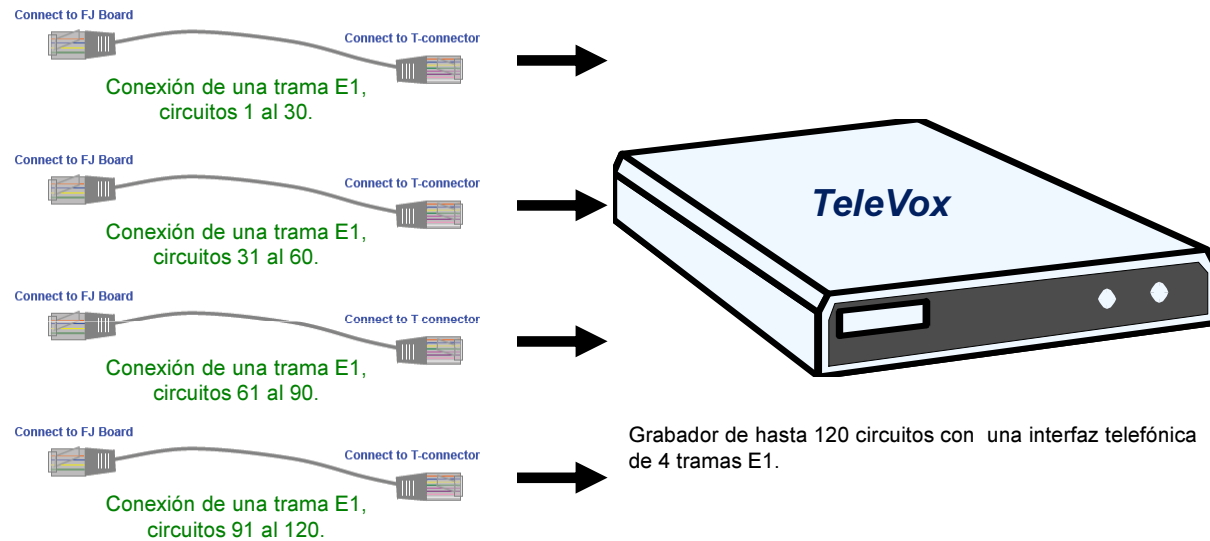 Connect to FJ Board
Connect to T-connector
Conexión de una trama E1,
circuitos 1 al 30.
Connect to FJ Board
Connect to T-connector
Conexión de una trama E1,
circuitos 31 al 60.
Connect to FJ Board
Connect to T connector
Conexión de una trama E1,
circuitos 61 al 90.
Connect to FJ Board
Connect to T-connector
Conexión de una trama E1,
circuitos 91 al 120.
TeleVox
Grabador de hasta 120 circuitos con una interfaz telefónica
de 4 tramas E1.